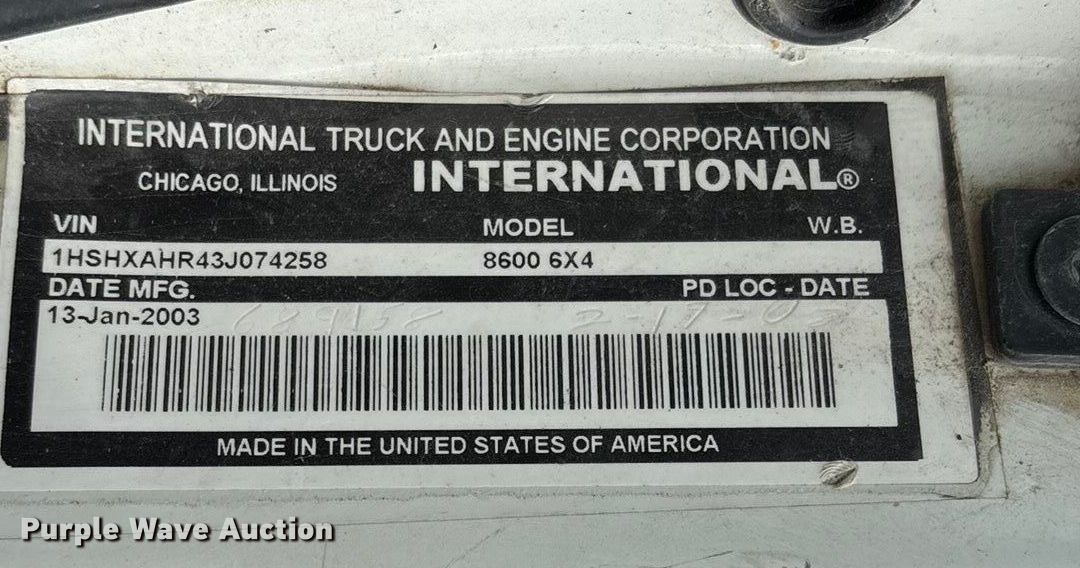 INTERNATIONAL TRUCK AND ENGINE CORPORATION
CHICAGO, ILLINOIS INTERNATIONAL®
VIN MODEL W.B.
1HSHXAHR43J074258 8600 6X4
DATE MFG. PD LOC - DATE
13-Jan-2003
MADE IN THE UNITED STATES OF AMERICA
Purple Wave Auction